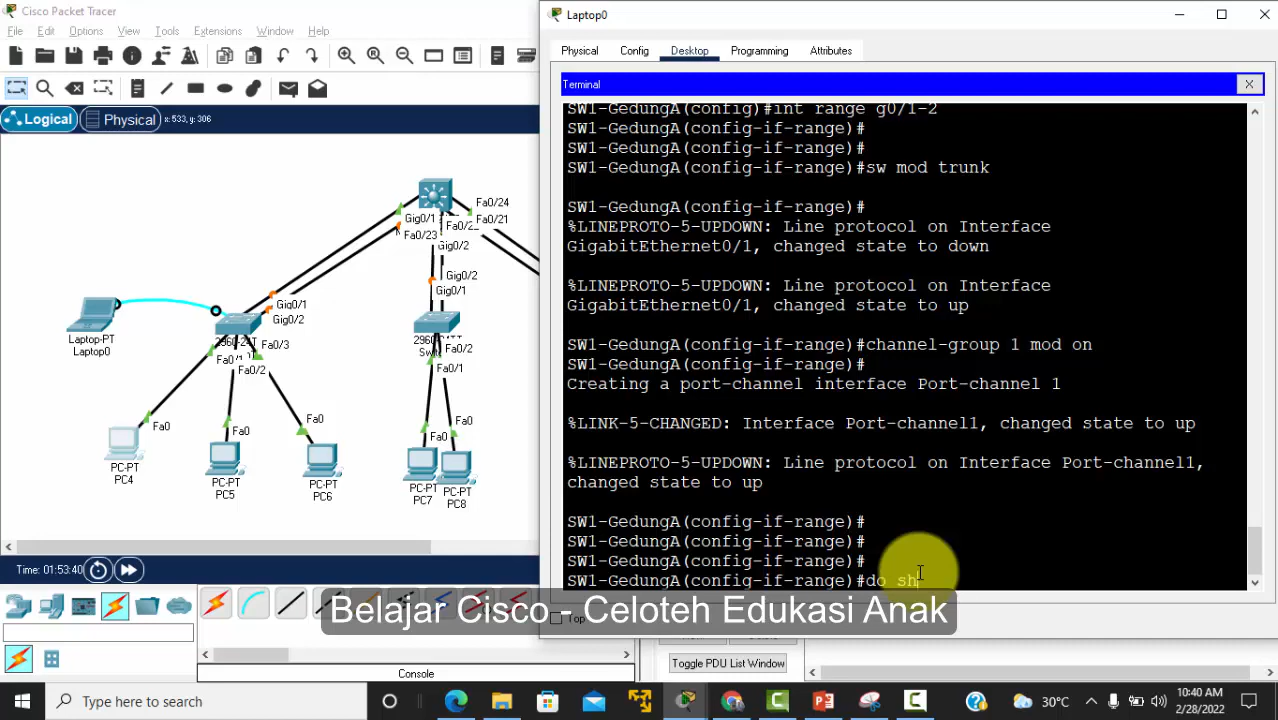 Cisco Packet Tracer
File Edit Options View Tools Extensions Window Help
Logical
Physical
x: 533, y: 306
Fa0/24
Gig0/1
Fa0/21
Fa0/23
Gig0/2
Gig0/2
Gig0/1
Gig0/1
Gig0/2
Laptop-PT
Laptop0
Fa0/3
Fa0/2
Fa0/2
Fa0/1
Fa0
Fa0
Fa0
Fa0
Fa0
PC-PT
PC4
PC-PT
PC5
PC-PT
PC6
PC-PT
PC7
PC-PT
PC8
Time: 01:53:40
Console
Laptop0
Physical Config Desktop Programming Attributes
Terminal
X
SW1-GedungA(config)#int range g0/1-2
SW1-GedungA(config-if-range)#
SW1-GedungA(config-if-range)#
SW1-GedungA(config-if-range)#sw mod trunk
SW1-GedungA(config-if-range)#
%LINEPROTO-5-UPDOWN: Line protocol on Interface
GigabitEthernet0/1, changed state to down
%LINEPROTO-5-UPDOWN: Line protocol on Interface
GigabitEthernet0/1, changed state to up
SW1-GedungA(config-if-range)#channel-group 1 mod on
SW1-GedungA(config-if-range)#
Creating a port-channel interface Port-channel 1
%LINK-5-CHANGED: Interface Port-channel1, changed state to up
%LINEPROTO-5-UPDOWN: Line protocol on Interface Port-channel1,
changed state to up
SW1-GedungA(config-if-range)#
SW1-GedungA(config-if-range)#
SW1-GedungA(config-if-range)#
SW1-GedungA(config-if-range)#do sh
Belajar Cisco - Celoteh Edukasi Anak
Top
Toggle PDU List Window
Type here to search
30°C
10:40 AM
2/28/2022